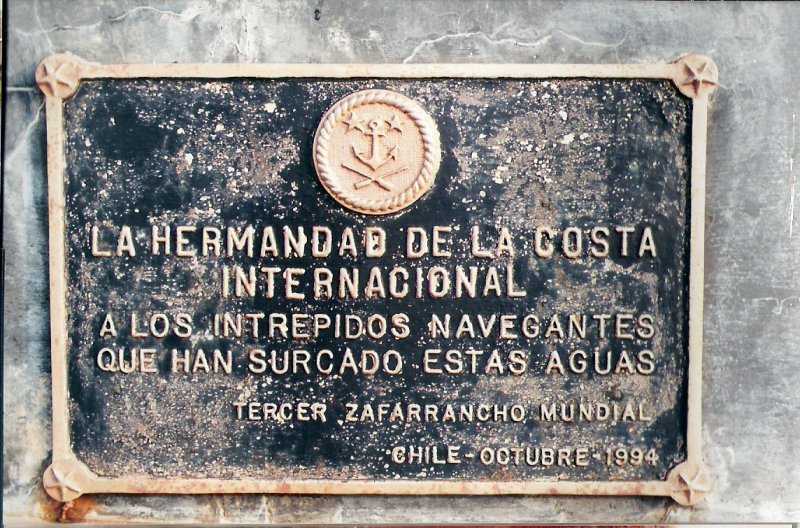 LA HERMANDAD DE LA COSTA
INTERNACIONAL
A LOS INTREPIDOS NAVEGANTES
QUE HAN SURCADO ESTAS AGUAS
TERCER ZAFARRANCHO MUNDIAL
CHILE-OCTUBRE-1994